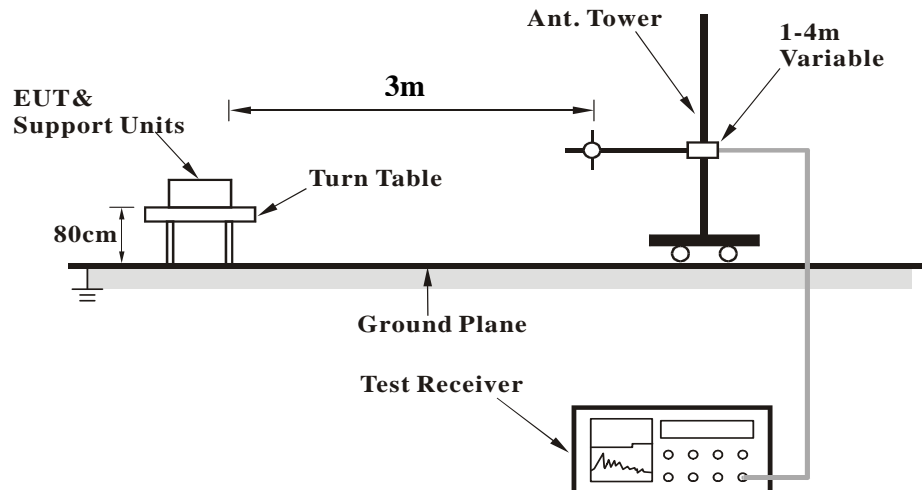 Ant. Tower
1-4m
Variable
3m
EUT&
Support Units
Turn Table
80cm
Ground Plane
Test Receiver